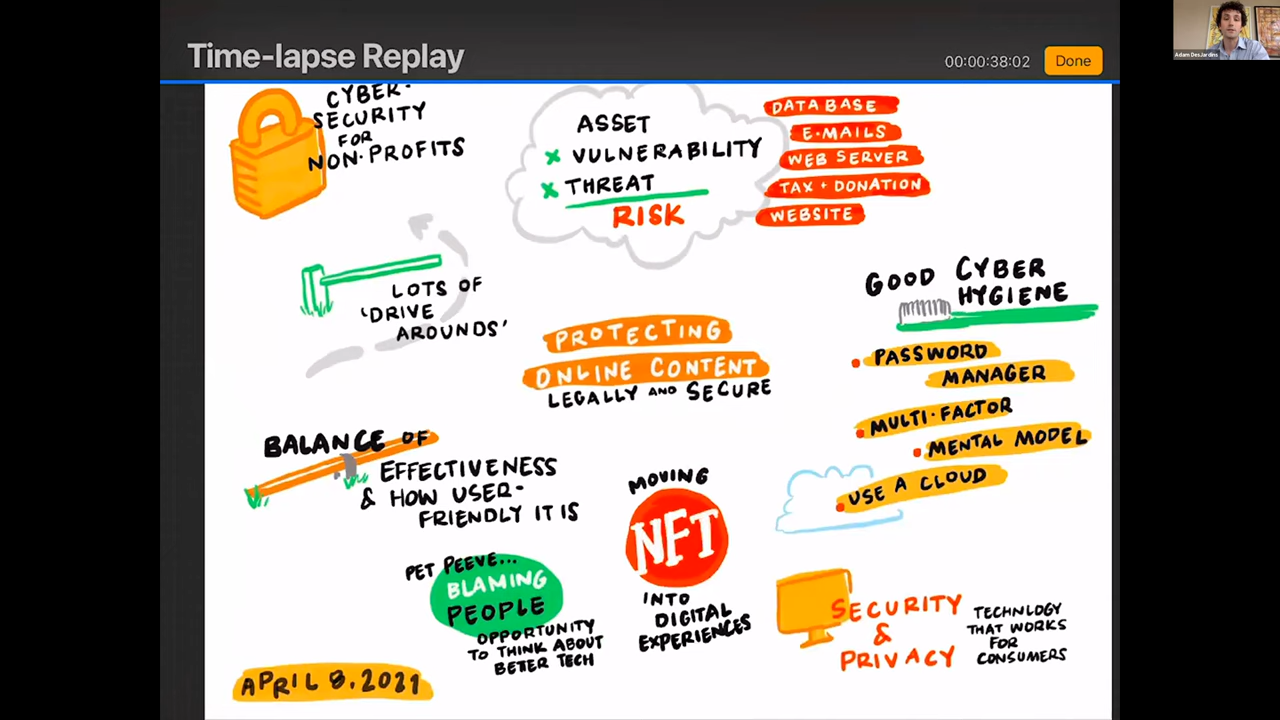 Time-lapse Replay
00:00:38:02
Done
Adam DesJardins
CYBER-
SECURITY
FOR
NON-PROFITS
ASSET
x VULNERABILITY
x THREAT
RISK
DATABASE
E-MAILS
WEB SERVER
TAX + DONATION
WEBSITE
LOTS OF
'DRIVE
AROUNDS'
PROTECTING
ONLINE CONTENT
LEGALLY AND SECURE
GOOD CYBER
HYGIENE
PASSWORD
MANAGER
MULTI-FACTOR
MENTAL MODEL
USE A CLOUD
BALANCE OF
EFFECTIVENESS
& HOW USER-
FRIENDLY IT IS
PET PEEVE...
BLAMING
PEOPLE
OPPORTUNITY
TO THINK ABOUT
BETTER TECH
MOVING
NFT
INTO
DIGITAL
EXPERIENCES
SECURITY
&
PRIVACY
TECHNLOGY
THAT WORKS
FOR
CONSUMERS
APRIL 8, 2021